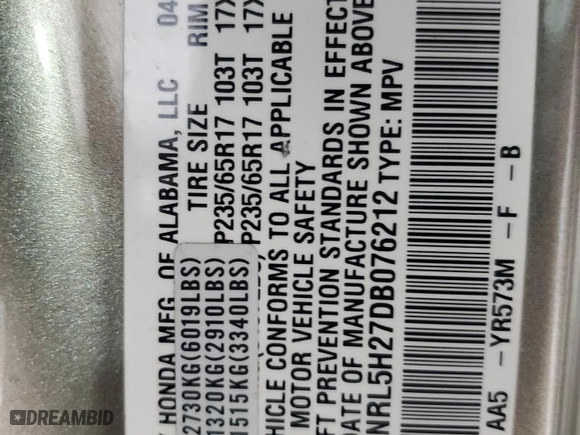 HONDA MFG. OF ALABAMA, LLC 04
TIRE SIZE RIM
2730KG(6019LBS)
1320KG(2910LBS) P235/65R17 103T 17X
1515KG(3340LBS) P235/65R17 103T 17X
HICLE CONFORMS TO ALL APPLICABLE
MOTOR VEHICLE SAFETY
FT PREVENTION STANDARDS IN EFFECT
DATE OF MANUFACTURE SHOWN ABOVE
NRL5H27DB076212 TYPE: MPV
AA5 - YR573M - F - B
DREAMBID